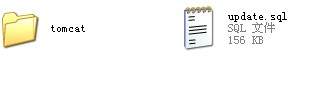 tomcat
update.sql
SQL 文件
156 KB